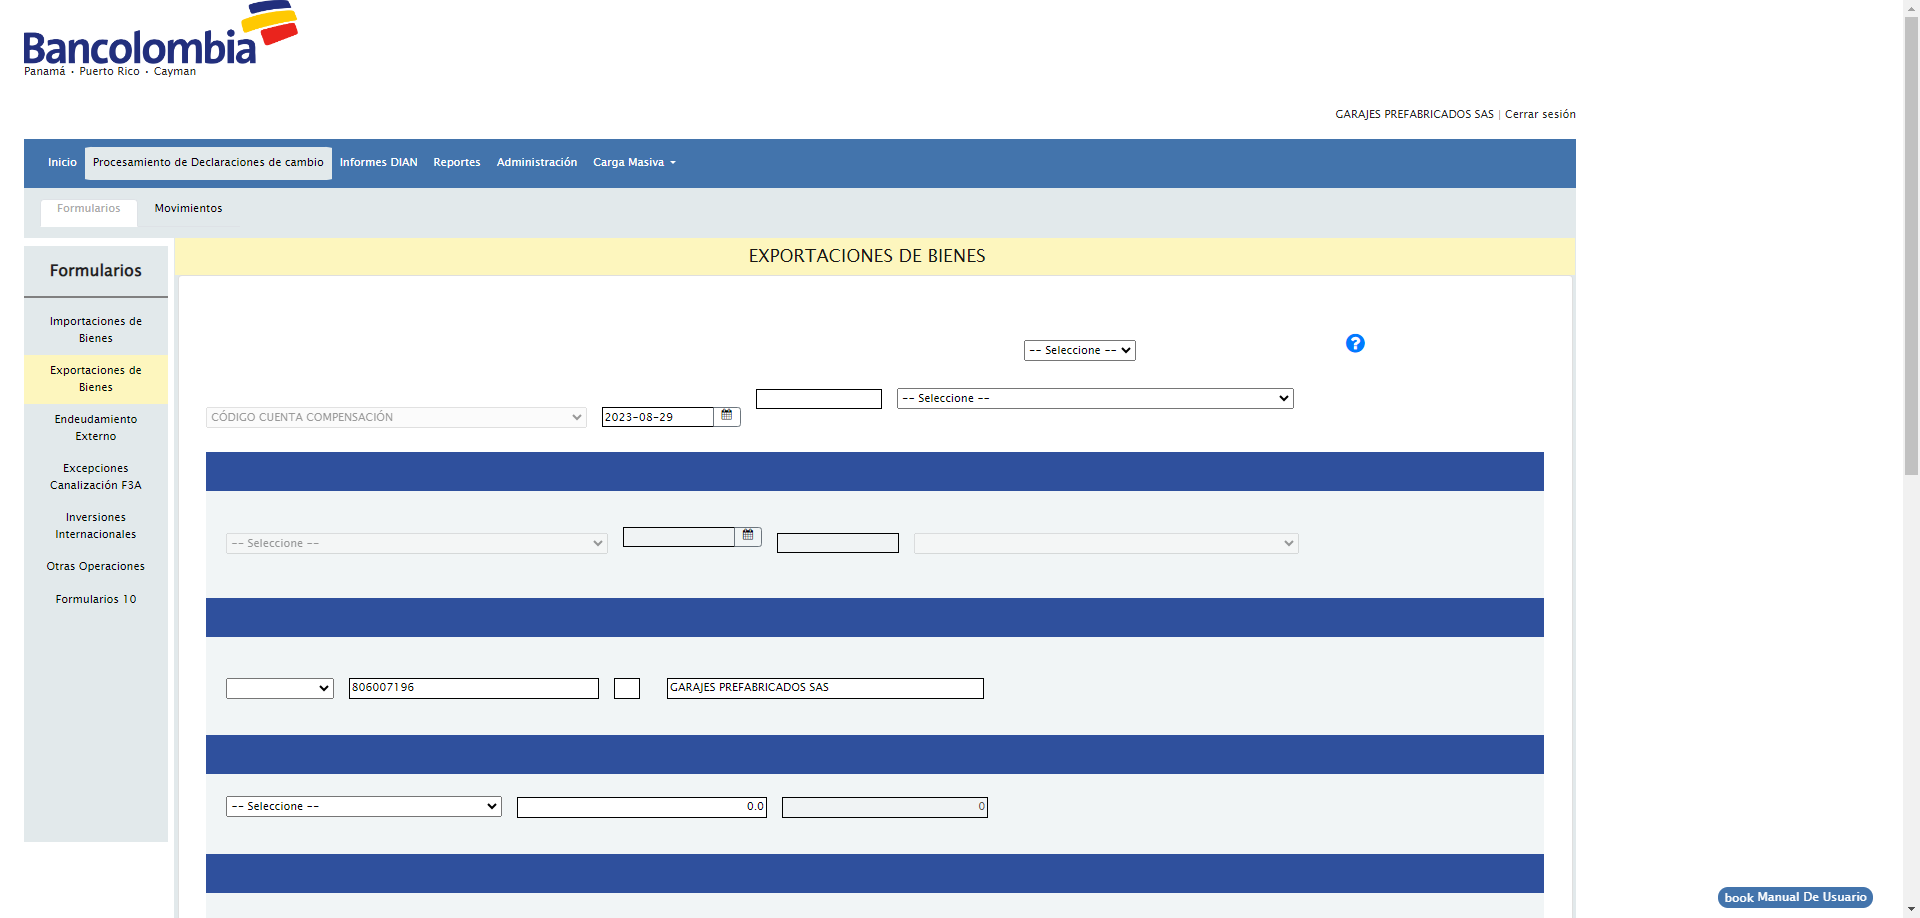 Bancolombia
Panamá · Puerto Rico · Cayman
GARAJES PREFABRICADOS SAS | Cerrar sesión
Inicio Procesamiento de Declaraciones de cambio Informes DIAN Reportes Administración Carga Masiva
Formularios Movimientos
Formularios
Importaciones de
Bienes
Exportaciones de
Bienes
Endeudamiento
Externo
Excepciones
Canalización F3A
Inversiones
Internacionales
Otras Operaciones
Formularios 10
EXPORTACIONES DE BIENES
-- Seleccione --
?
-- Seleccione --
CÓDIGO CUENTA COMPENSACIÓN 2023-08-29
-- Seleccione --
806007196 GARAJES PREFABRICADOS SAS
-- Seleccione -- 0.0 0
book Manual De Usuario